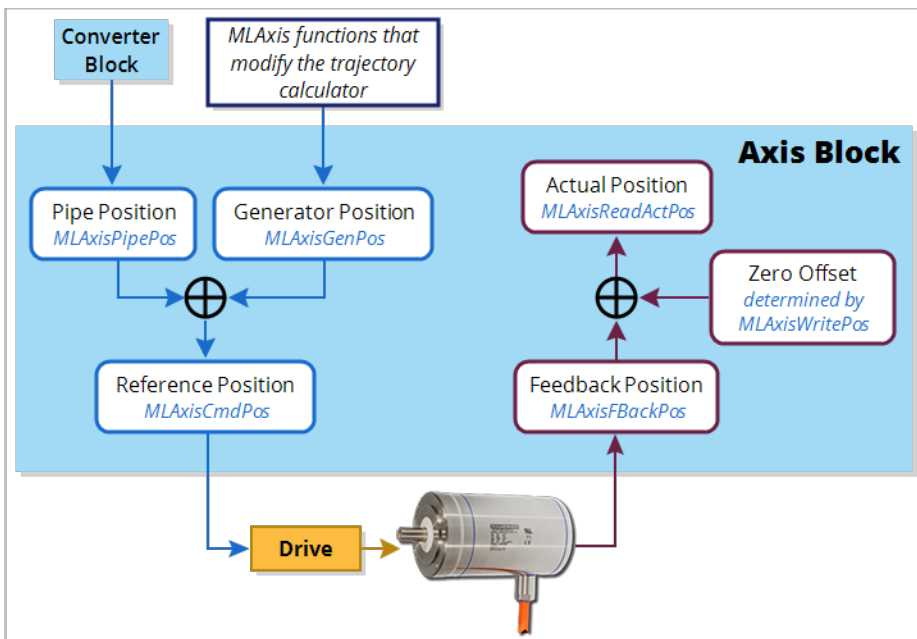 Converter
Block
MLAxis functions that
modify the trajectory
calculator
Axis Block
Pipe Position
MLAxisPipePos
Generator Position
MLAxisGenPos
Actual Position
MLAxisReadActPos
Zero Offset
determined by
MLAxisWritePos
Reference Position
MLAxisCmdPos
Feedback Position
MLAxisFBackPos
Drive